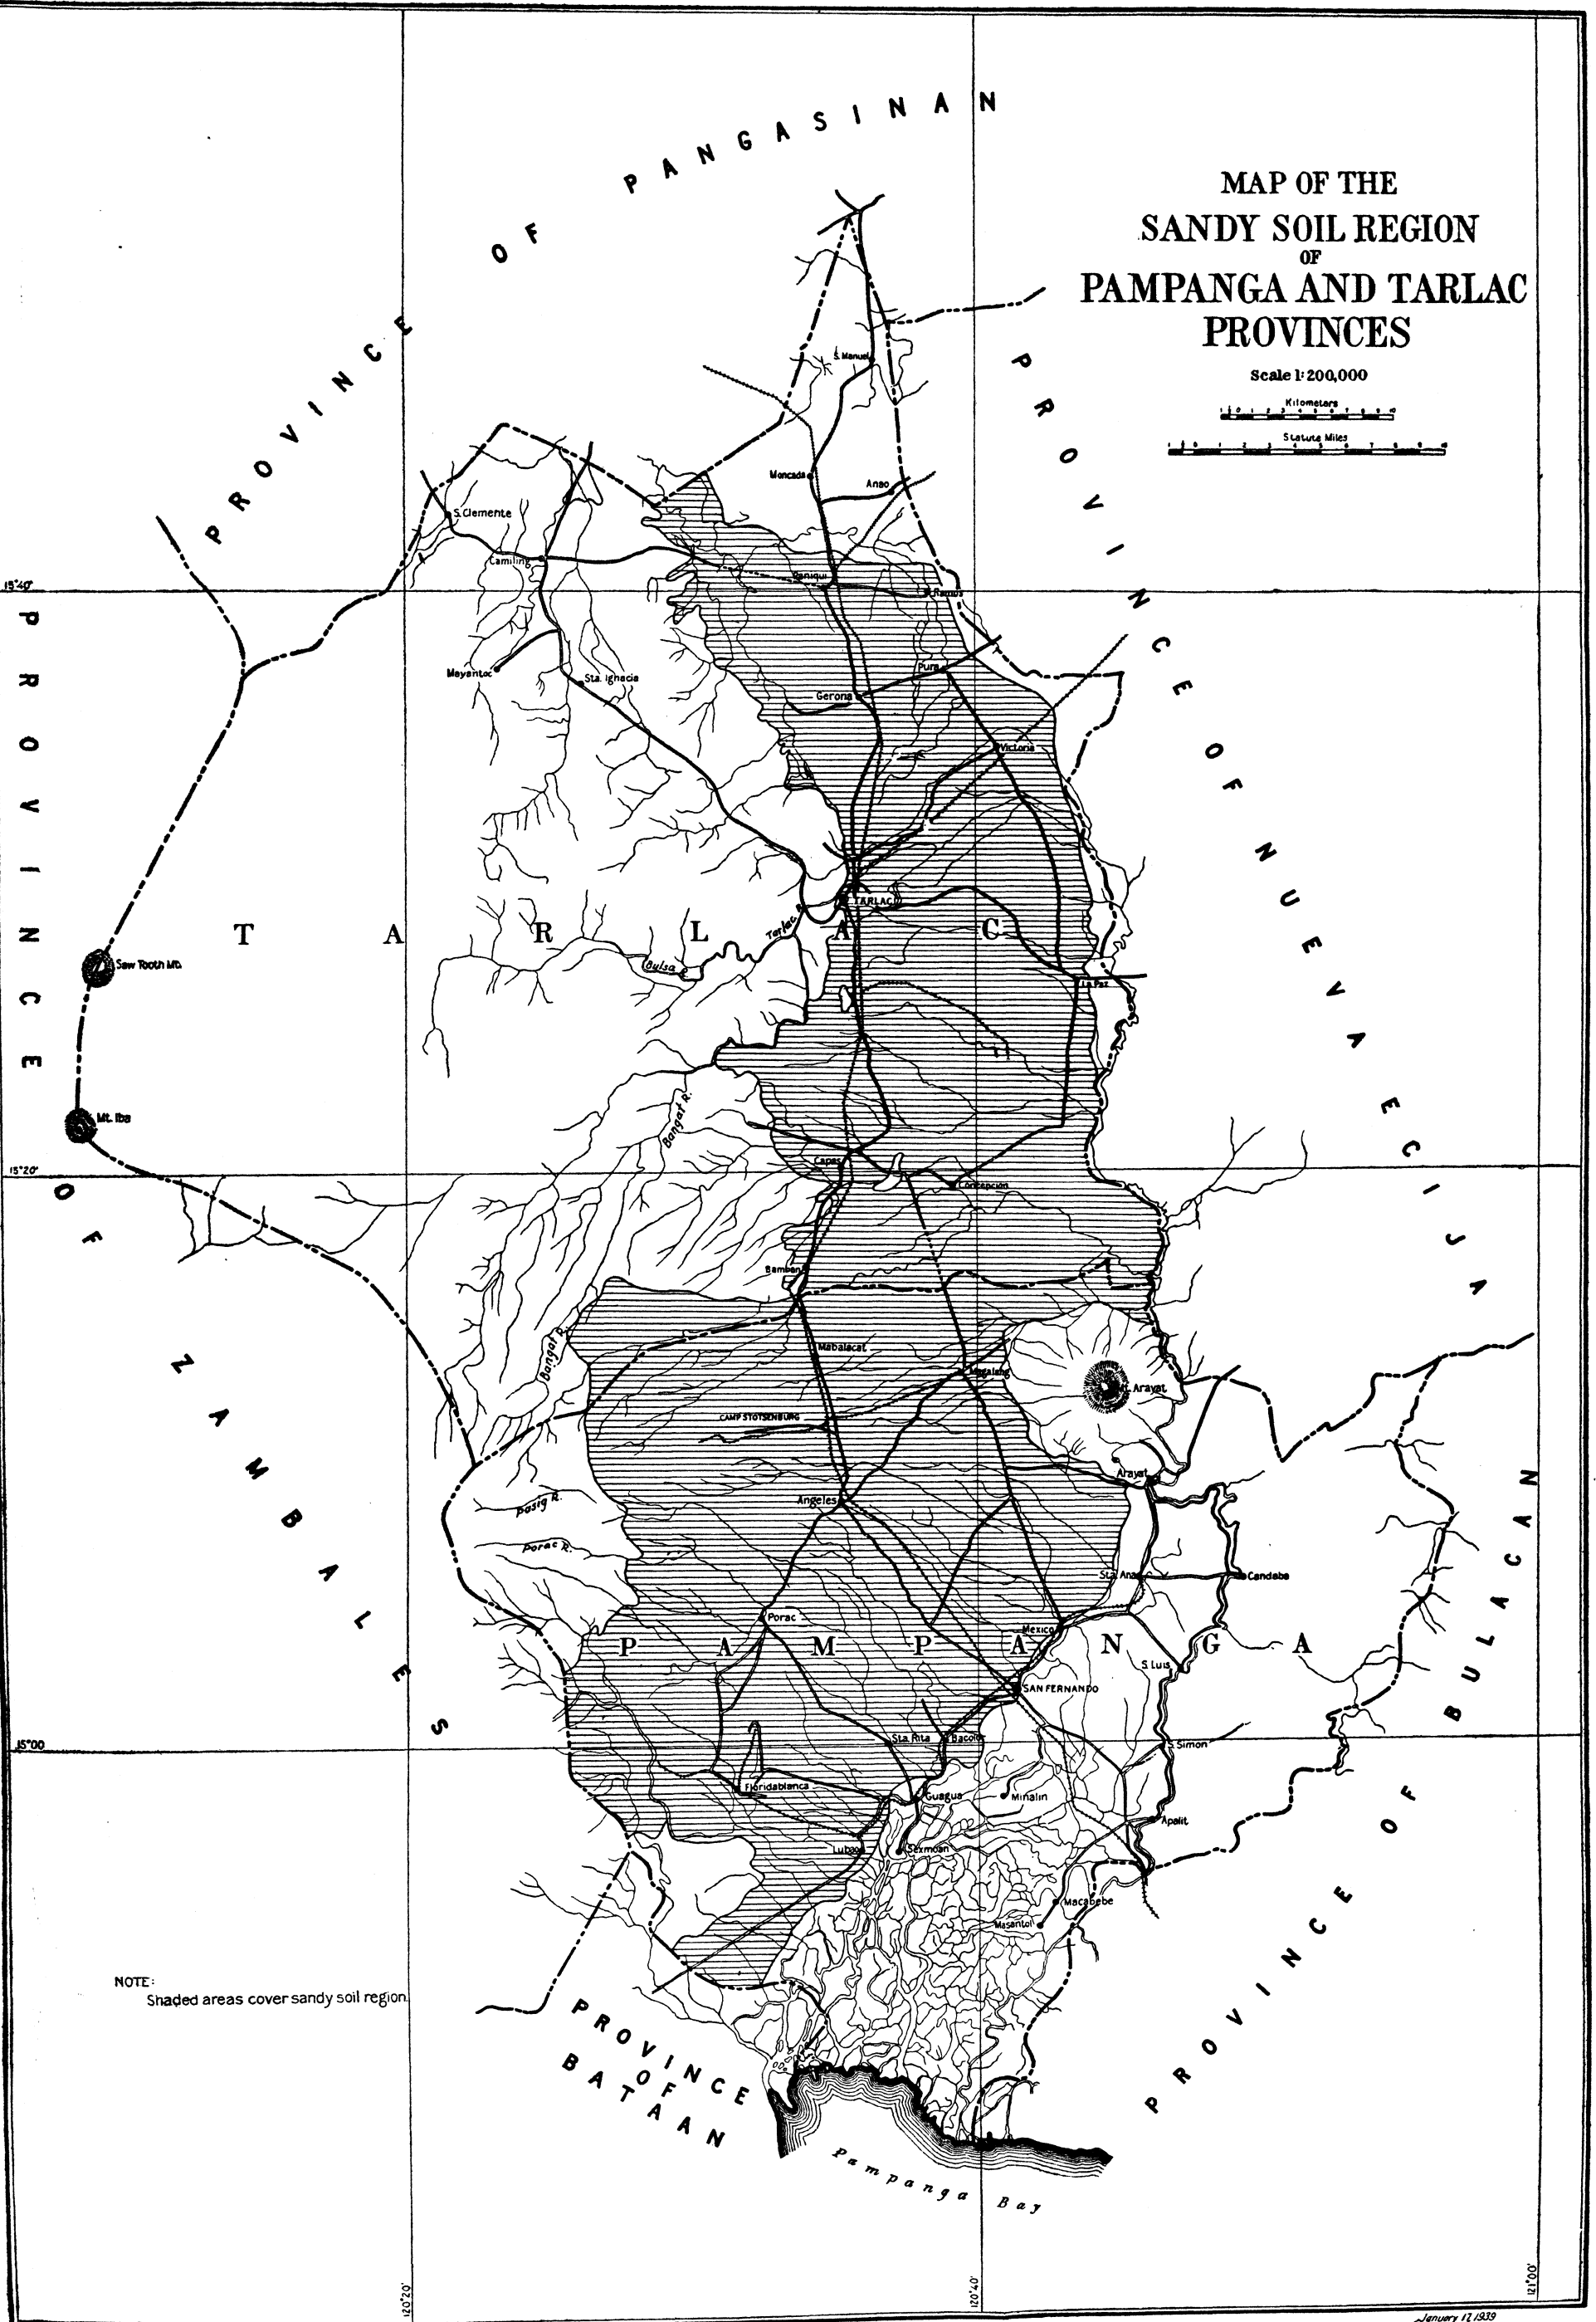 MAP OF THE
SANDY SOIL REGION
OF
PAMPANGA AND TARLAC
PROVINCES
Scale 1:200,000
Kilometers
Statute Miles
PROVINCE OF PANGASINAN
PROVINCE OF NUEVA ECIJA
PROVINCE OF ZAMBALES
PROVINCE OF BULACAN
PROVINCE
OF
BATAAN
Pampanga Bay
TARLAC
PAMPANGA
S. Manuel
Moncada
Anao
S. Clemente
Camiling
Paniqui
Ramos
15°40'
Mayantoc
Sta. Ignacia
Pura
Gerona
Victoria
TARLAC
Tarlac R.
Saw Tooth Mt.
La Paz
Mt. Iba
Bangat R.
15°20'
Capas
Concepcion
Bamban
Bangat R.
Mabalacat
Magalang
Mt. Arayat
CAMP STOTSENBURG
Arayat
Angeles
Pasig R.
Porac R.
Sta. Ana
Candaba
Porac
Mexico
S. Luis
SAN FERNANDO
15°00'
Sta. Rita
Bacolor
S. Simon
Floridablanca
Guagua
Minalin
Apalit
Lubao
Sexmoan
Macabebe
Masantol
NOTE:
Shaded areas cover sandy soil region.
120°20'
120°40'
121°00'
January 12 1939